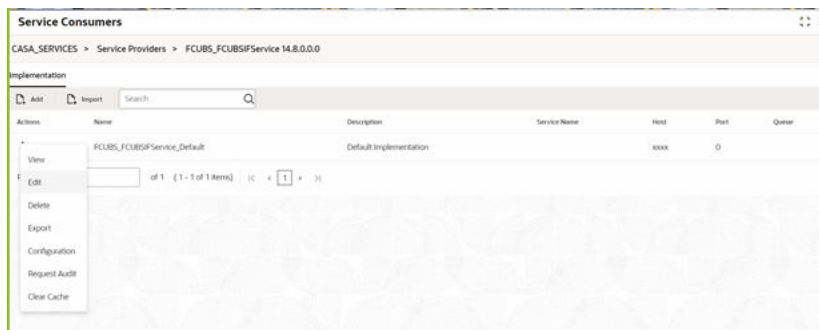 Service Consumers
CASA_SERVICES > Service Providers > FCUBS_FCUBSIFService 14.8.0.0.0
Implementation
Add Import Search
Actions Name Description Service Name Host Port Queue
FCUBS_FCUBSIFService_Default Default Implementation xxxx 0
View
of 1 (1 - 1 of 1 items) 1
Edit
Delete
Export
Configuration
Request Audit
Clear Cache